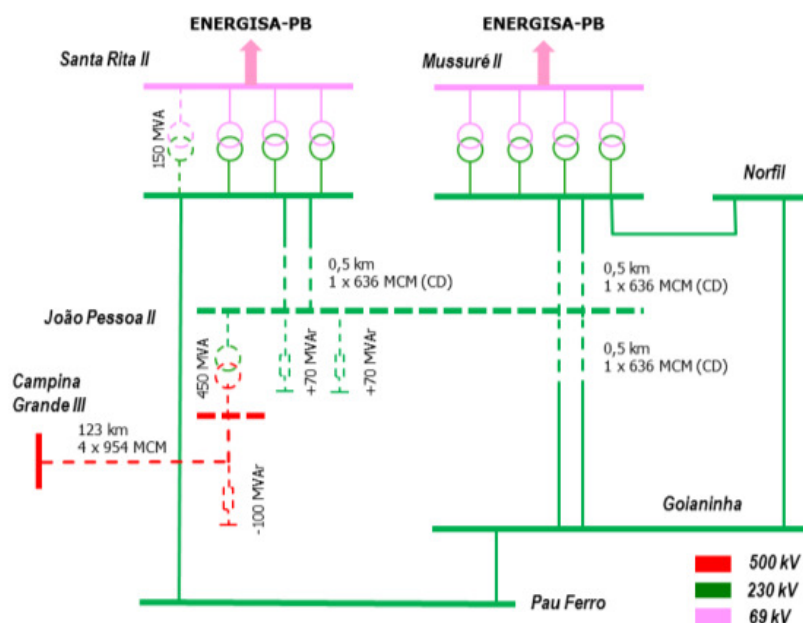 ENERGISA-PB
ENERGISA-PB
Santa Rita II
Mussuré II
150 MVA
Norfil
0,5 km
1 x 636 MCM (CD)
0,5 km
1 x 636 MCM (CD)
João Pessoa II
450 MVA
+70 MVAr
+70 MVAr
0,5 km
1 x 636 MCM (CD)
Campina
Grande III
123 km
4 x 954 MCM
-100 MVAr
Goianinha
Pau Ferro
500 kV
230 kV
69 kV